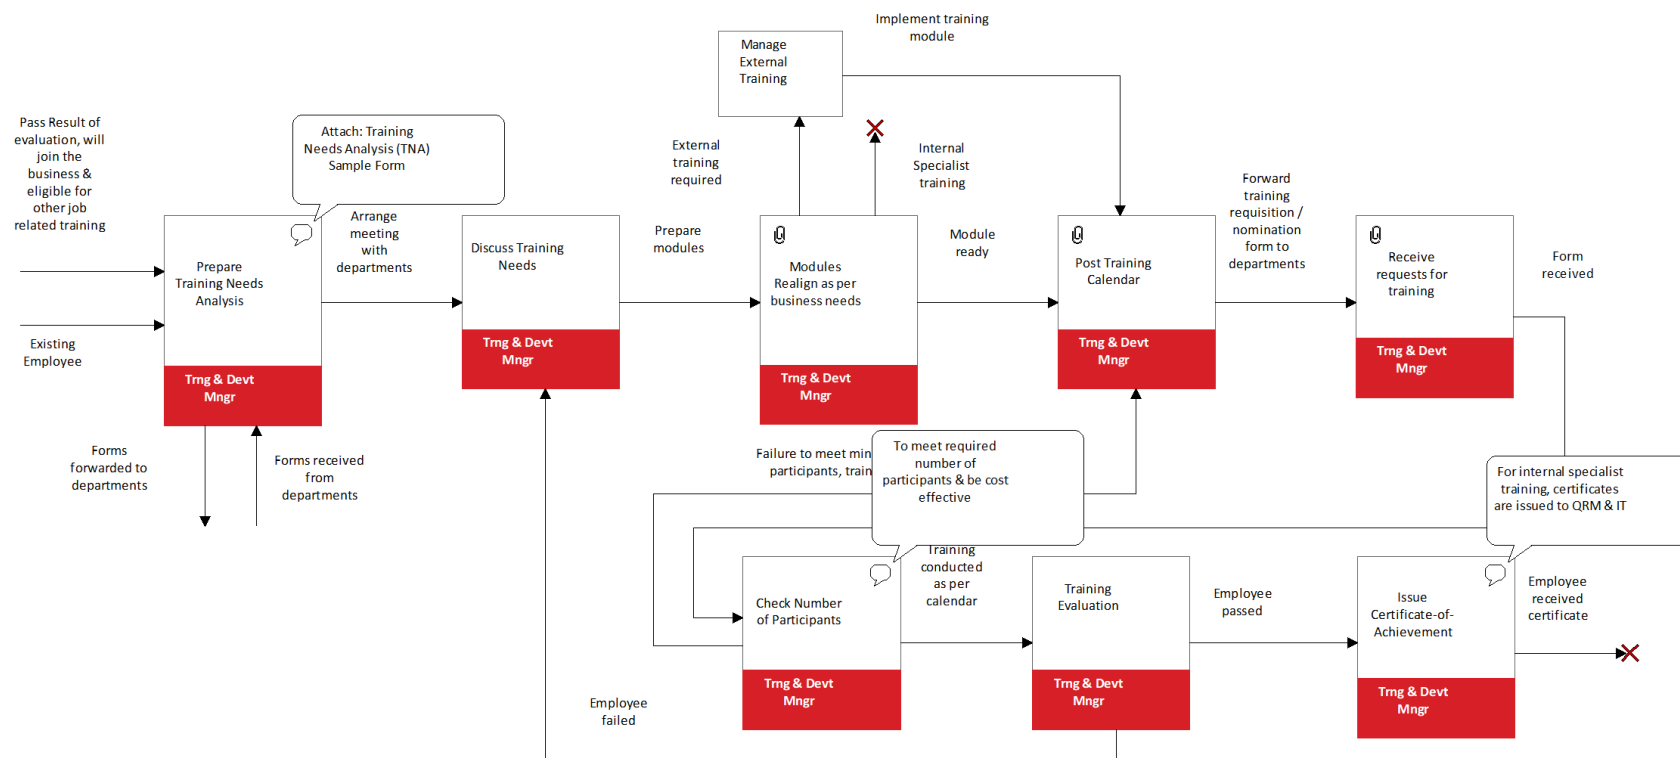 Implement training
module
Manage
External
Training
Pass Result of
evaluation, will
join the
business &
eligible for
other job
related training
Attach: Training
Needs Analysis (TNA)
Sample Form
External
training
required
Internal
Specialist
training
Forward
training
requisition /
nomination
form to
departments
Arrange
meeting
with
departments
Prepare
modules
Module
ready
Form
received
Prepare
Training Needs
Analysis
Trng & Devt
Mngr
Discuss Training
Needs
Trng & Devt
Mngr
Modules
Realign as per
business needs
Trng & Devt
Mngr
Post Training
Calendar
Trng & Devt
Mngr
Receive
requests for
training
Trng & Devt
Mngr
Existing
Employee
Forms
forwarded to
departments
Forms received
from
departments
Failure to meet min
participants, train
To meet required
number of
participants & be cost
effective
For internal specialist
training, certificates
are issued to QRM & IT
Check Number
of Participants
Trng & Devt
Mngr
Training
conducted
as per
calendar
Training
Evaluation
Trng & Devt
Mngr
Employee
passed
Issue
Certificate-of-
Achievement
Trng & Devt
Mngr
Employee
received
certificate
Employee
failed